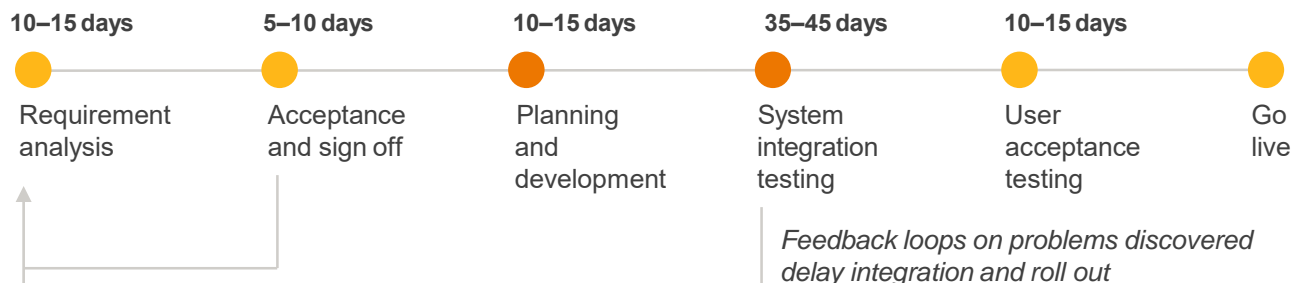 10–15 days
5–10 days
10–15 days
35–45 days
10–15 days
Requirement
analysis
Acceptance
and sign off
Planning
and
development
System
integration
testing
User
acceptance
testing
Go
live
Feedback loops on problems discovered
delay integration and roll out